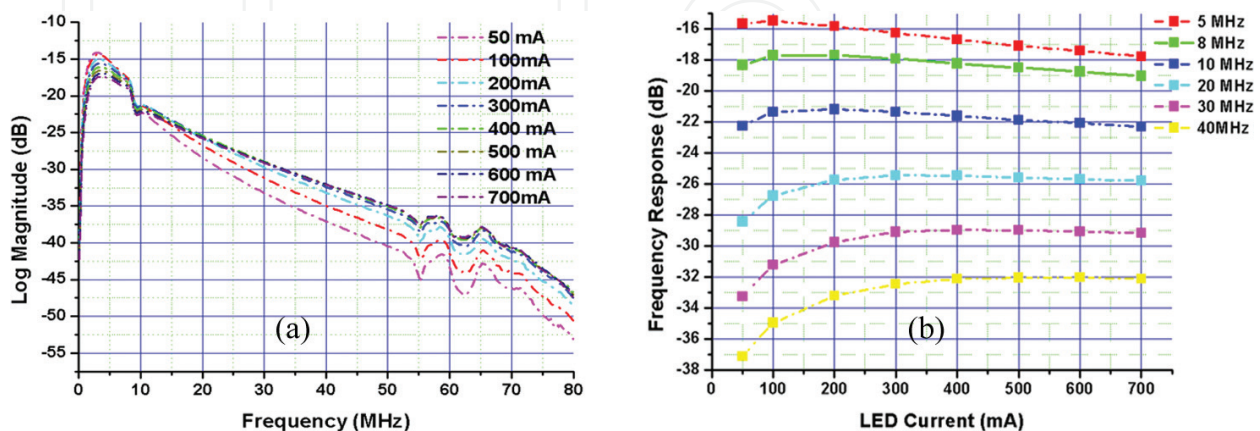 -10
-15
-20
-25
-30
-35
-40
-45
-50
-55
Log Magnitude (dB)
0 10 20 30 40 50 60 70 80
Frequency (MHz)
50 mA
100mA
200mA
300mA
400 mA
500 mA
600 mA
700mA
(a)
-16
-18
-20
-22
-24
-26
-28
-30
-32
-34
-36
-38
Frequency Response (dB)
0 100 200 300 400 500 600 700
LED Current (mA)
5 MHz
8 MHz
10 MHz
20 MHz
30 MHz
40MHz
(b)